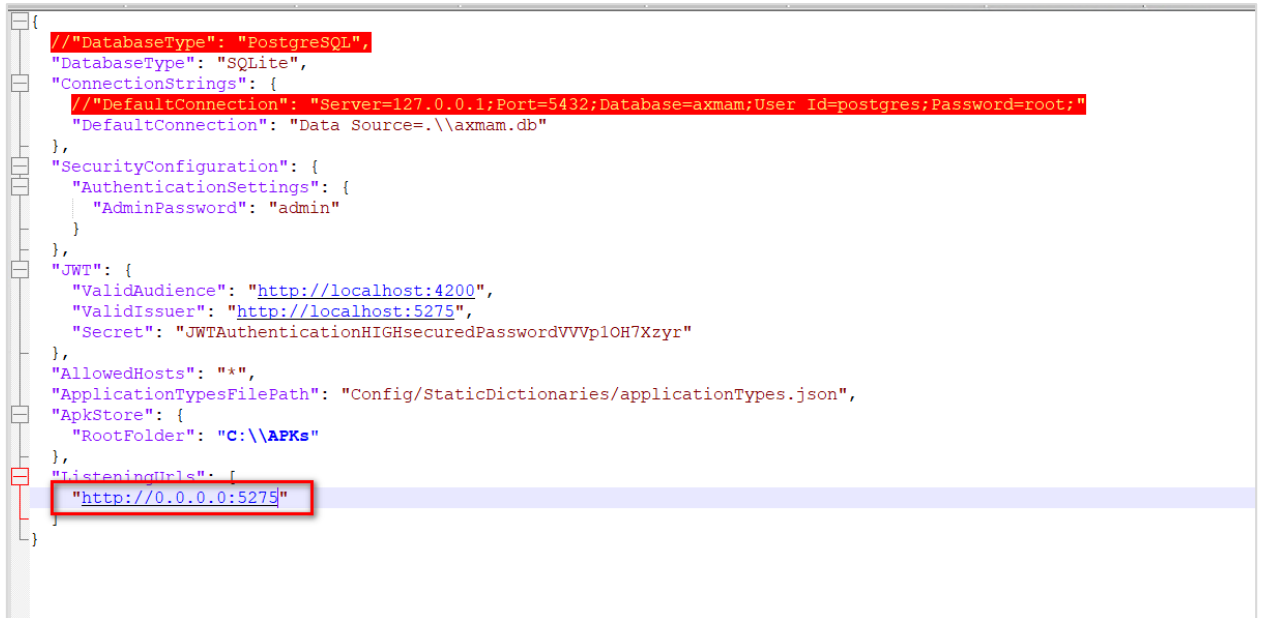 {
//"DatabaseType": "PostgreSQL",
"DatabaseType": "SQLite",
"ConnectionStrings": {
//"DefaultConnection": "Server=127.0.0.1;Port=5432;Database=axmam;User Id=postgres;Password=root;"
"DefaultConnection": "Data Source=.\\axmam.db"
},
"SecurityConfiguration": {
"AuthenticationSettings": {
"AdminPassword": "admin"
}
},
"JWT": {
"ValidAudience": "http://localhost:4200",
"ValidIssuer": "http://localhost:5275",
"Secret": "JWTAuthenticationHIGHsecuredPasswordVVVp1OH7Xzyr"
},
"AllowedHosts": "*",
"ApplicationTypesFilePath": "Config/StaticDictionaries/applicationTypes.json",
"ApkStore": {
"RootFolder": "C:\\APKs"
},
"ListeningUrls": [
"http://0.0.0.0:5275"
]
}